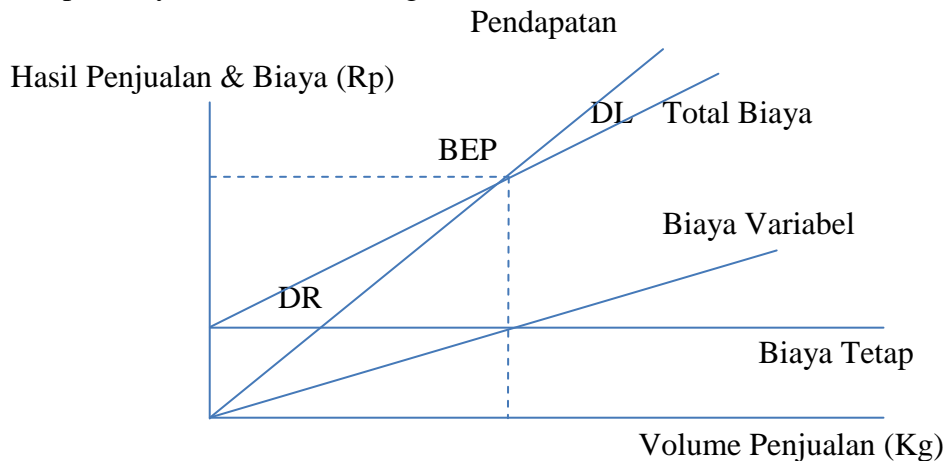 Pendapatan
Hasil Penjualan & Biaya (Rp)
DL Total Biaya
BEP
Biaya Variabel
DR
Biaya Tetap
Volume Penjualan (Kg)